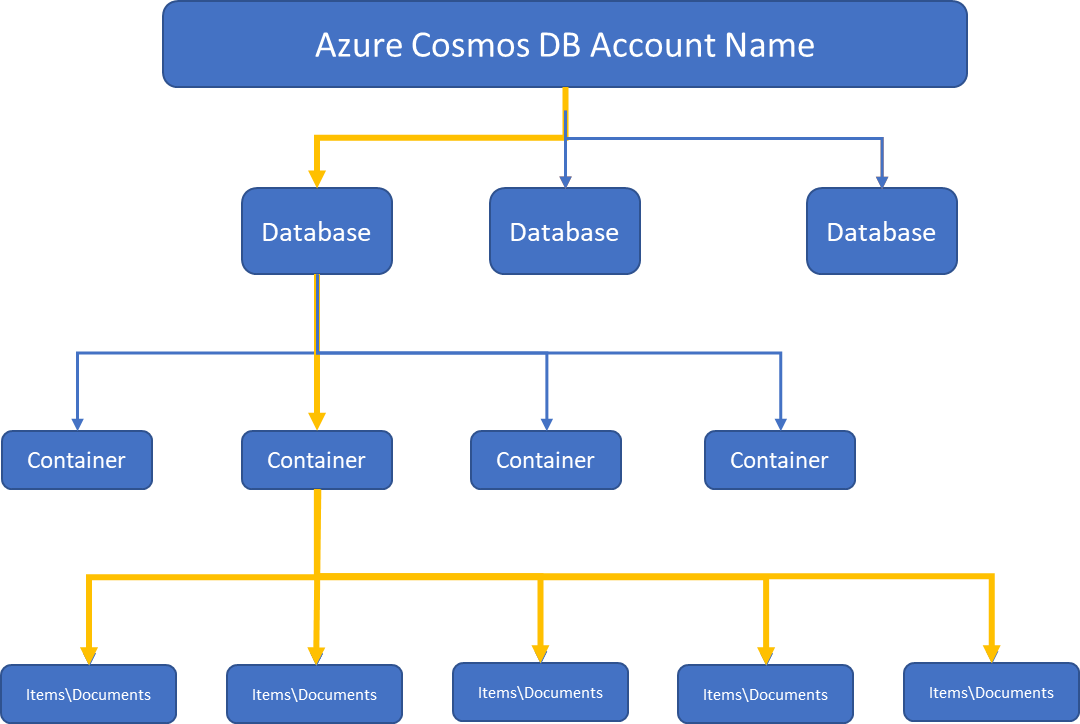 Azure Cosmos DB Account Name
Database
Database
Database
Container
Container
Container
Container
Items\Documents
Items\Documents
Items\Documents
Items\Documents
Items\Documents